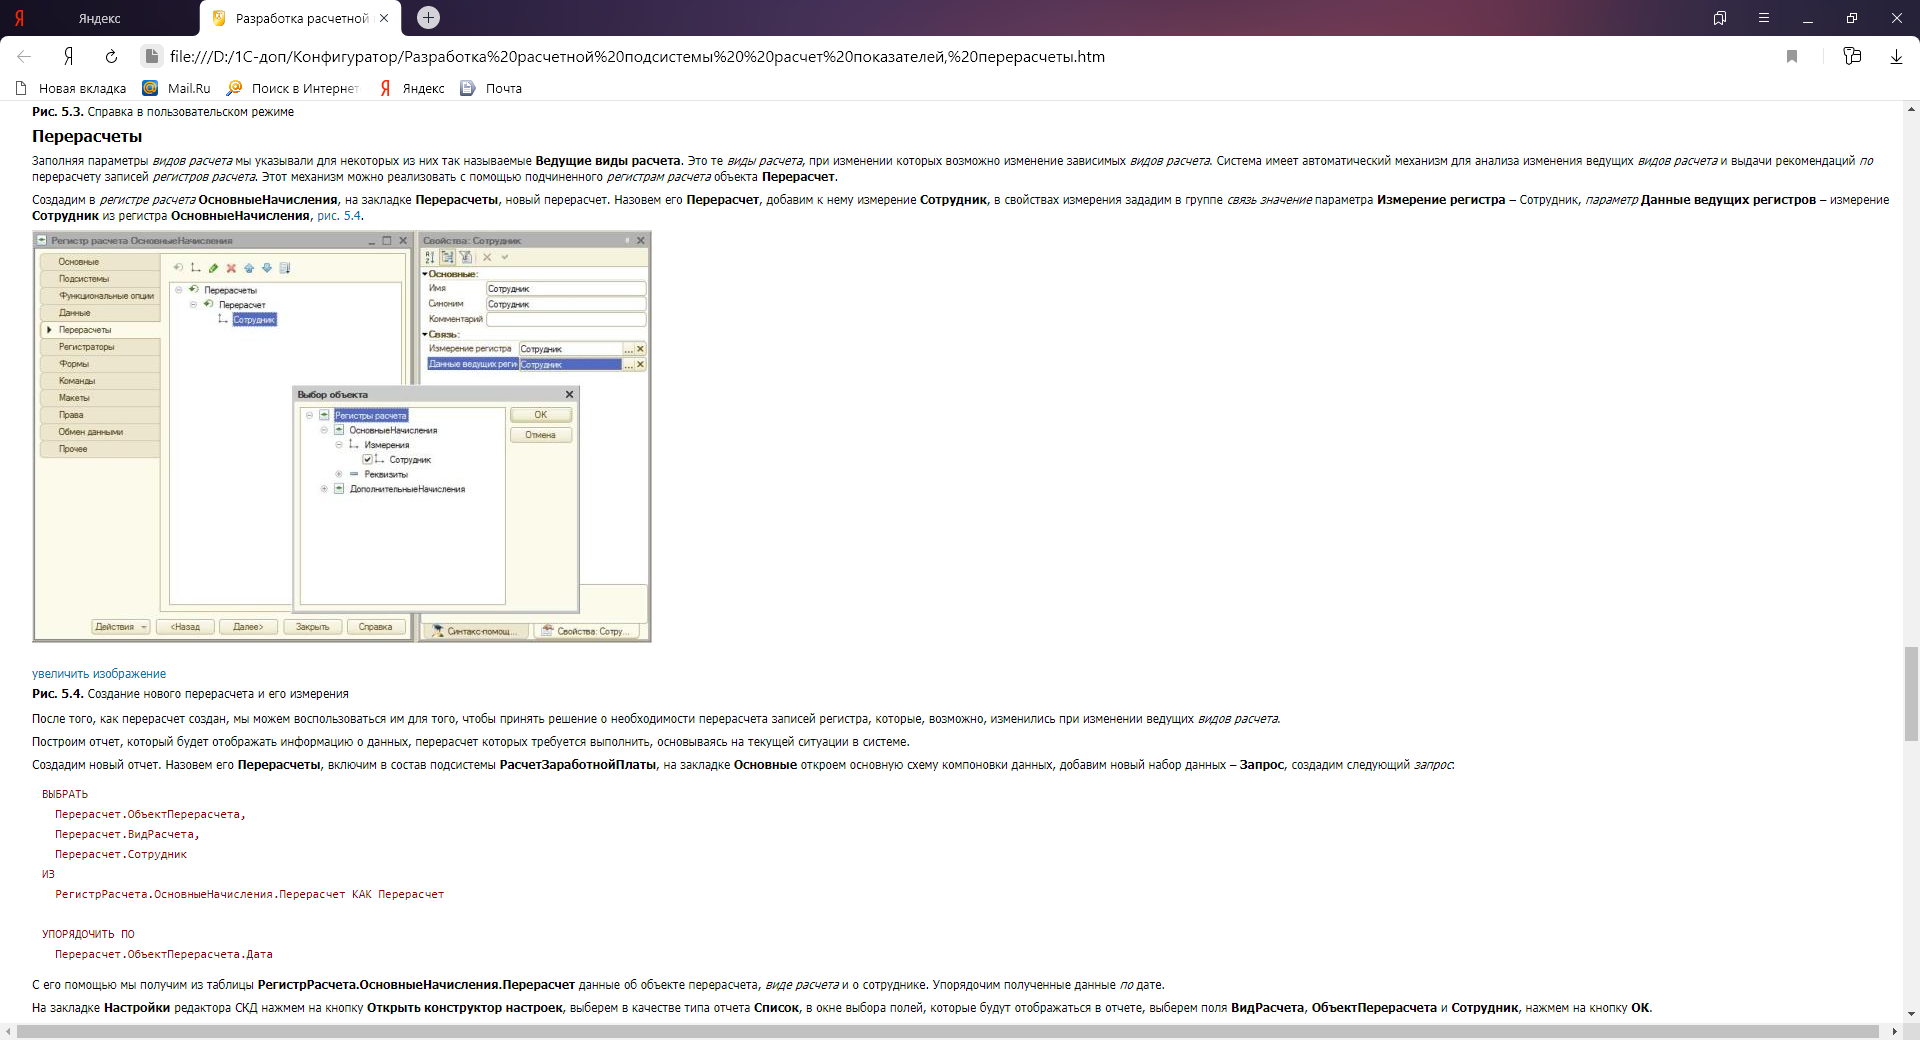 Яндекс
Разработка расчетной
file:///D:/1С-доп/Конфигуратор/Разработка%20расчетной%20подсистемы%20%20расчет%20показателей,%20перерасчеты.htm
Новая вкладка
Mail.Ru
Поиск в Интернет
Яндекс
Почта
Рис. 5.3. Справка в пользовательском режиме
Перерасчеты
Заполняя параметры видов расчета мы указывали для некоторых из них так называемые Ведущие виды расчета. Это те виды расчета, при изменении которых возможно изменение зависимых видов расчета. Система имеет автоматический механизм для анализа изменения ведущих видов расчета и выдачи рекомендаций по
перерасчету записей регистров расчета. Этот механизм можно реализовать с помощью подчиненного регистрам расчета объекта Перерасчет.
Создадим в регистре расчета ОсновныеНачисления, на закладке Перерасчеты, новый перерасчет. Назовем его Перерасчет, добавим к нему измерение Сотрудник, в свойствах измерения зададим в группе связь значение параметра Измерение регистра – Сотрудник, параметр Данные ведущих регистров – измерение
Сотрудник из регистра ОсновныеНачисления, рис. 5.4.
Регистр расчета ОсновныеНачисления
Основные
Подсистемы
Функциональные опции
Данные
Перерасчеты
Регистраторы
Формы
Команды
Макеты
Права
Обмен данными
Прочее
Перерасчеты
Перерасчет
Сотрудник
Действия
<Назад
Далее>
Закрыть
Справка
Свойства: Сотрудник
Основные:
Имя
Сотрудник
Синоним
Сотрудник
Комментарий
Связь:
Измерение регистра
Сотрудник
...
Данные ведущих реги
Сотрудник
...
Синтакс-помощ...
Свойства: Сотру...
Выбор объекта
Регистры расчета
ОсновныеНачисления
Измерения
Сотрудник
Реквизиты
ДополнительныеНачисления
ОК
Отмена
увеличить изображение
Рис. 5.4. Создание нового перерасчета и его измерения
После того, как перерасчет создан, мы можем воспользоваться им для того, чтобы принять решение о необходимости перерасчета записей регистра, которые, возможно, изменились при изменении ведущих видов расчета.
Построим отчет, который будет отображать информацию о данных, перерасчет которых требуется выполнить, основываясь на текущей ситуации в системе.
Создадим новый отчет. Назовем его Перерасчеты, включим в состав подсистемы РасчетЗаработнойПлаты, на закладке Основные откроем основную схему компоновки данных, добавим новый набор данных – Запрос, создадим следующий запрос:
ВЫБРАТЬ
Перерасчет.ОбъектПерерасчета,
Перерасчет.ВидРасчета,
Перерасчет.Сотрудник
ИЗ
РегистрРасчета.ОсновныеНачисления.Перерасчет КАК Перерасчет
УПОРЯДОЧИТЬ ПО
Перерасчет.ОбъектПерерасчета.Дата
С его помощью мы получим из таблицы РегистрРасчета.ОсновныеНачисления.Перерасчет данные об объекте перерасчета, виде расчета и о сотруднике. Упорядочим полученные данные по дате.
На закладке Настройки редактора СКД нажмем на кнопку Открыть конструктор настроек, выберем в качестве типа отчета Список, в окне выбора полей, которые будут отображаться в отчете, выберем поля ВидРасчета, ОбъектПерерасчета и Сотрудник, нажмем на кнопку ОК.